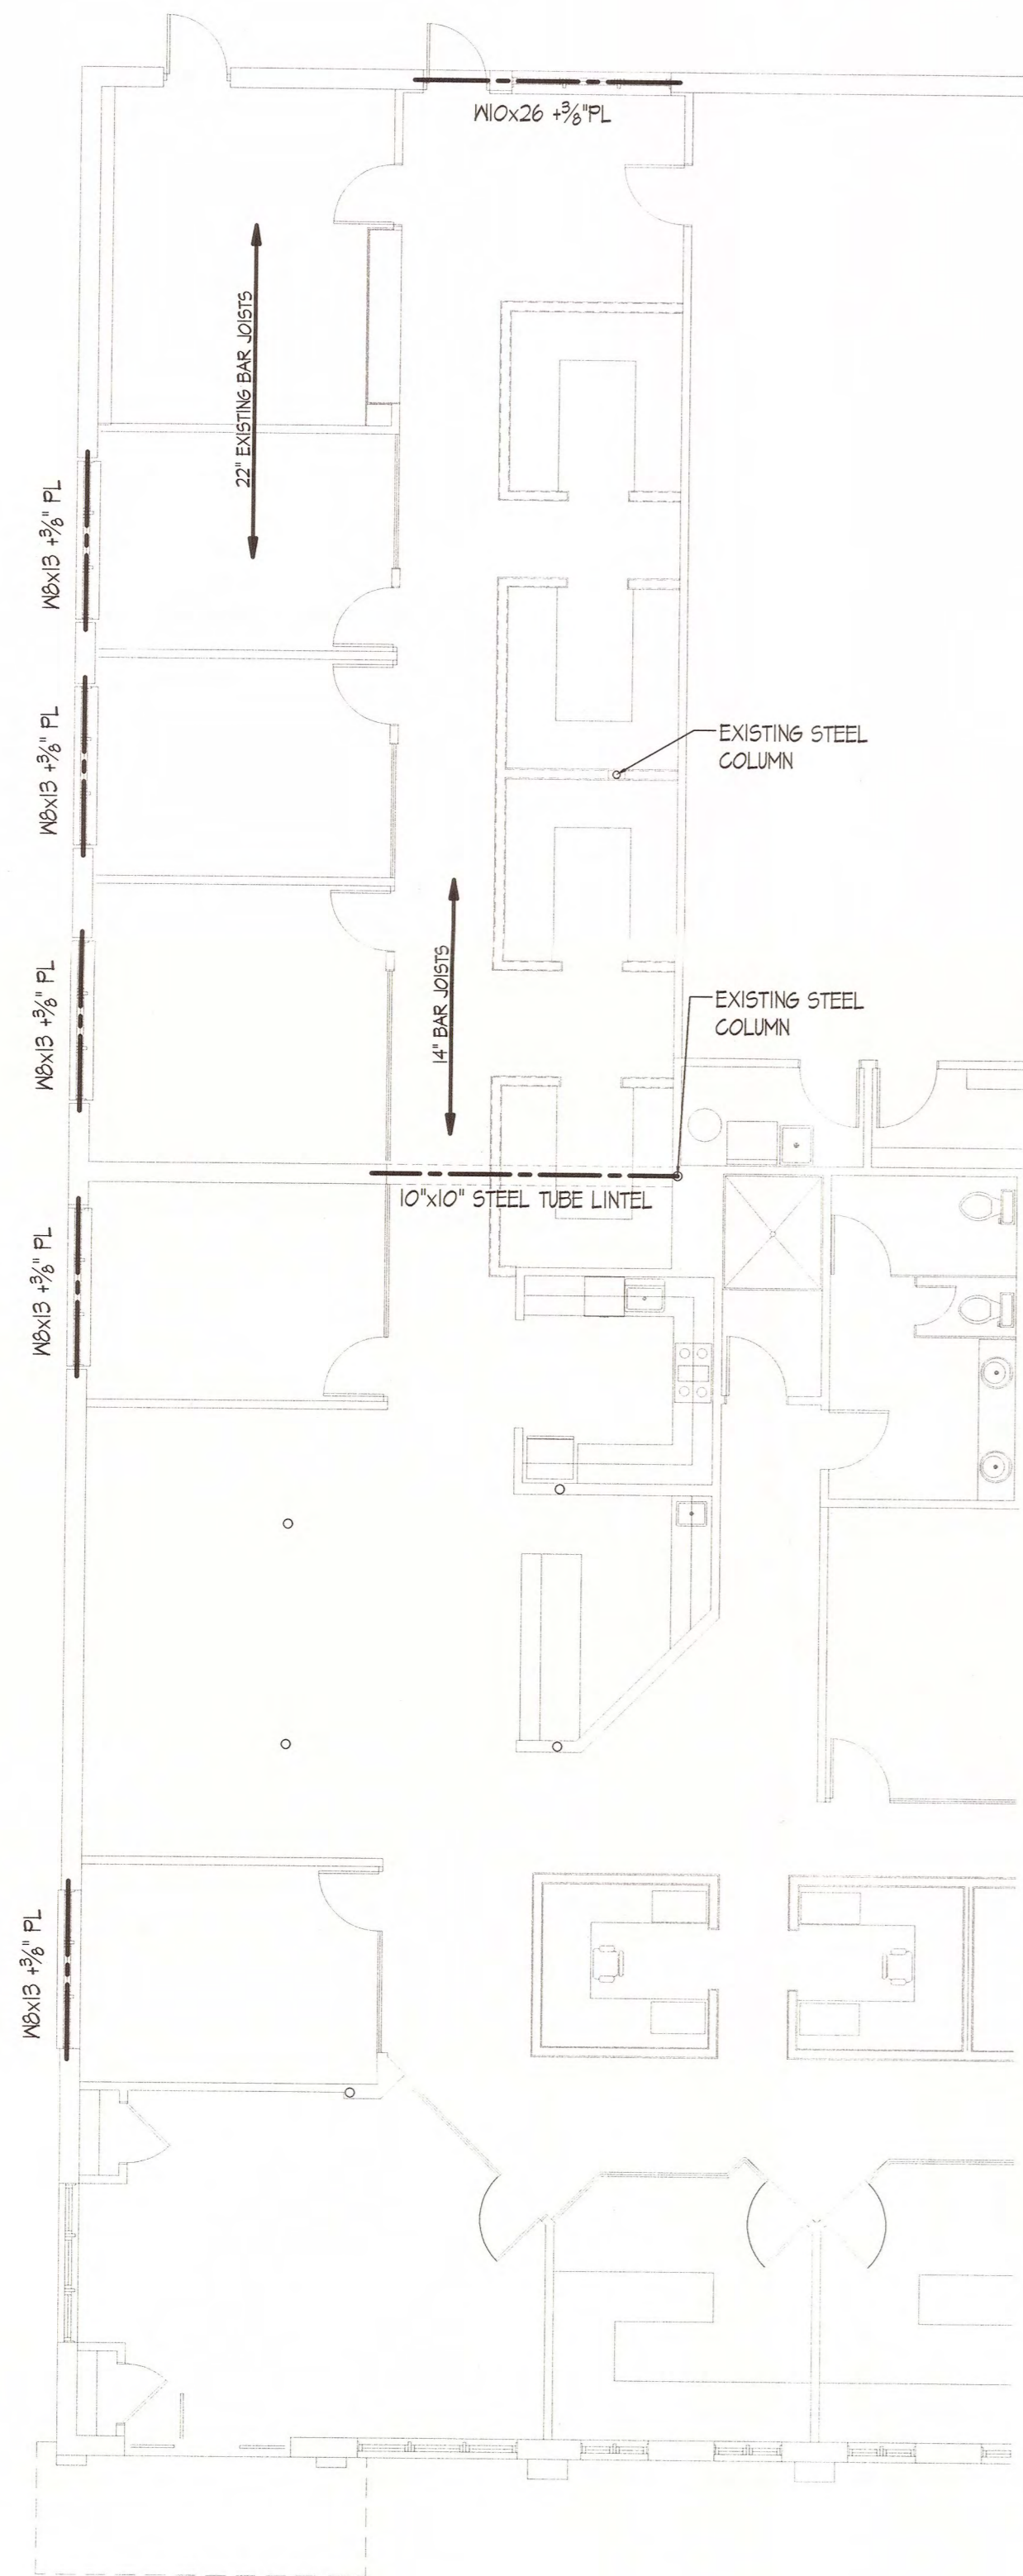 W10x26 +3/8"PL
22" EXISTING BAR JOISTS
W8x13 +3/8" PL
W8x13 +3/8" PL
EXISTING STEEL
COLUMN
14" BAR JOISTS
W8x13 +3/8" PL
EXISTING STEEL
COLUMN
10"x10" STEEL TUBE LINTEL
W8x13 +3/8" PL
W8x13 +3/8" PL